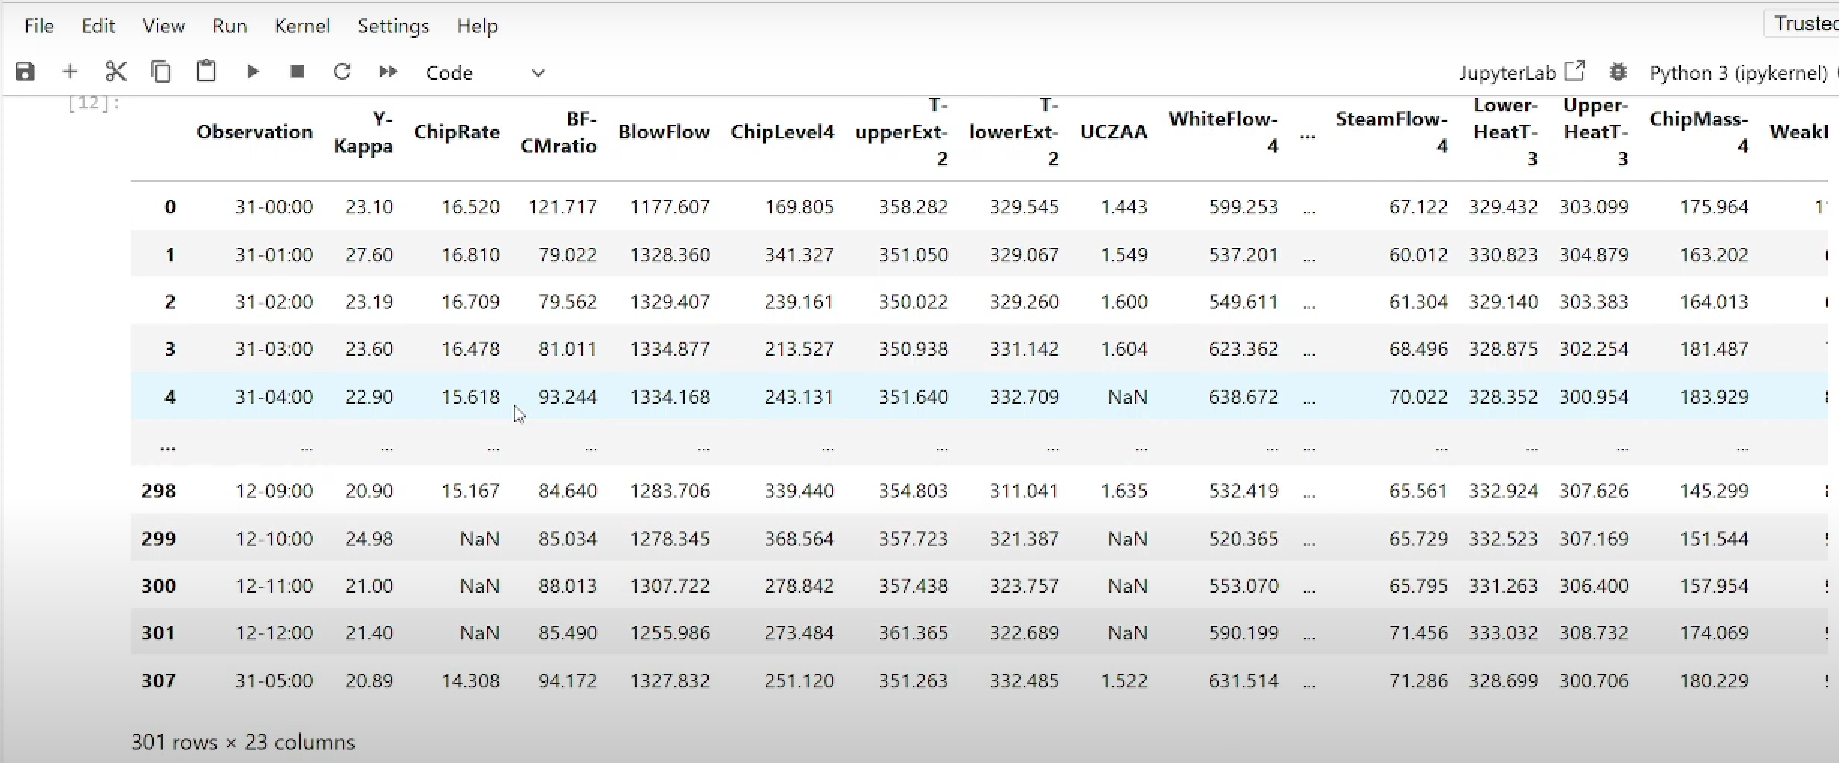 File Edit View Run Kernel Settings Help Trusted
Code JupyterLab Python 3 (ipykernel)
[12]:
Observation Y-Kappa ChipRate BF-CMratio BlowFlow ChipLevel4 T-upperExt-2 T-lowerExt-2 UCZAA WhiteFlow-4 ... SteamFlow-4 Lower-HeatT-3 Upper-HeatT-3 ChipMass-4
0 31-00:00 23.10 16.520 121.717 1177.607 169.805 358.282 329.545 1.443 599.253 ... 67.122 329.432 303.099 175.964
1 31-01:00 27.60 16.810 79.022 1328.360 341.327 351.050 329.067 1.549 537.201 ... 60.012 330.823 304.879 163.202
2 31-02:00 23.19 16.709 79.562 1329.407 239.161 350.022 329.260 1.600 549.611 ... 61.304 329.140 303.383 164.013
3 31-03:00 23.60 16.478 81.011 1334.877 213.527 350.938 331.142 1.604 623.362 ... 68.496 328.875 302.254 181.487
4 31-04:00 22.90 15.618 93.244 1334.168 243.131 351.640 332.709 NaN 638.672 ... 70.022 328.352 300.954 183.929
... ... ... ... ... ... ... ... ... ... ... ... ... ... ... ...
298 12-09:00 20.90 15.167 84.640 1283.706 339.440 354.803 311.041 1.635 532.419 ... 65.561 332.924 307.626 145.299
299 12-10:00 24.98 NaN 85.034 1278.345 368.564 357.723 321.387 NaN 520.365 ... 65.729 332.523 307.169 151.544
300 12-11:00 21.00 NaN 88.013 1307.722 278.842 357.438 323.757 NaN 553.070 ... 65.795 331.263 306.400 157.954
301 12-12:00 21.40 NaN 85.490 1255.986 273.484 361.365 322.689 NaN 590.199 ... 71.456 333.032 308.732 174.069
307 31-05:00 20.89 14.308 94.172 1327.832 251.120 351.263 332.485 1.522 631.514 ... 71.286 328.699 300.706 180.229
301 rows × 23 columns